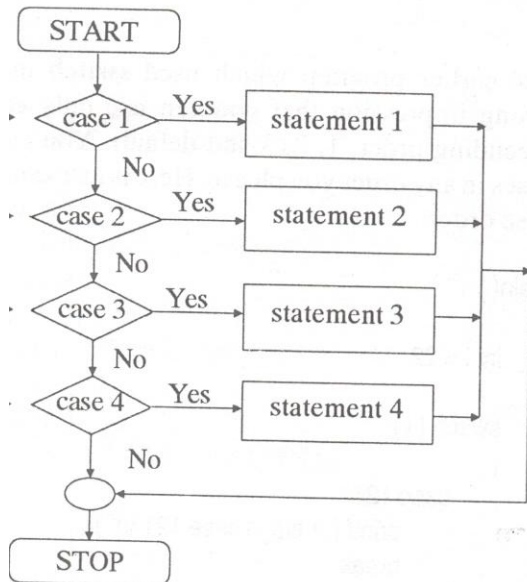 START
case 1 Yes statement 1
No
case 2 Yes statement 2
No
case 3 Yes statement 3
No
case 4 Yes statement 4
No
STOP